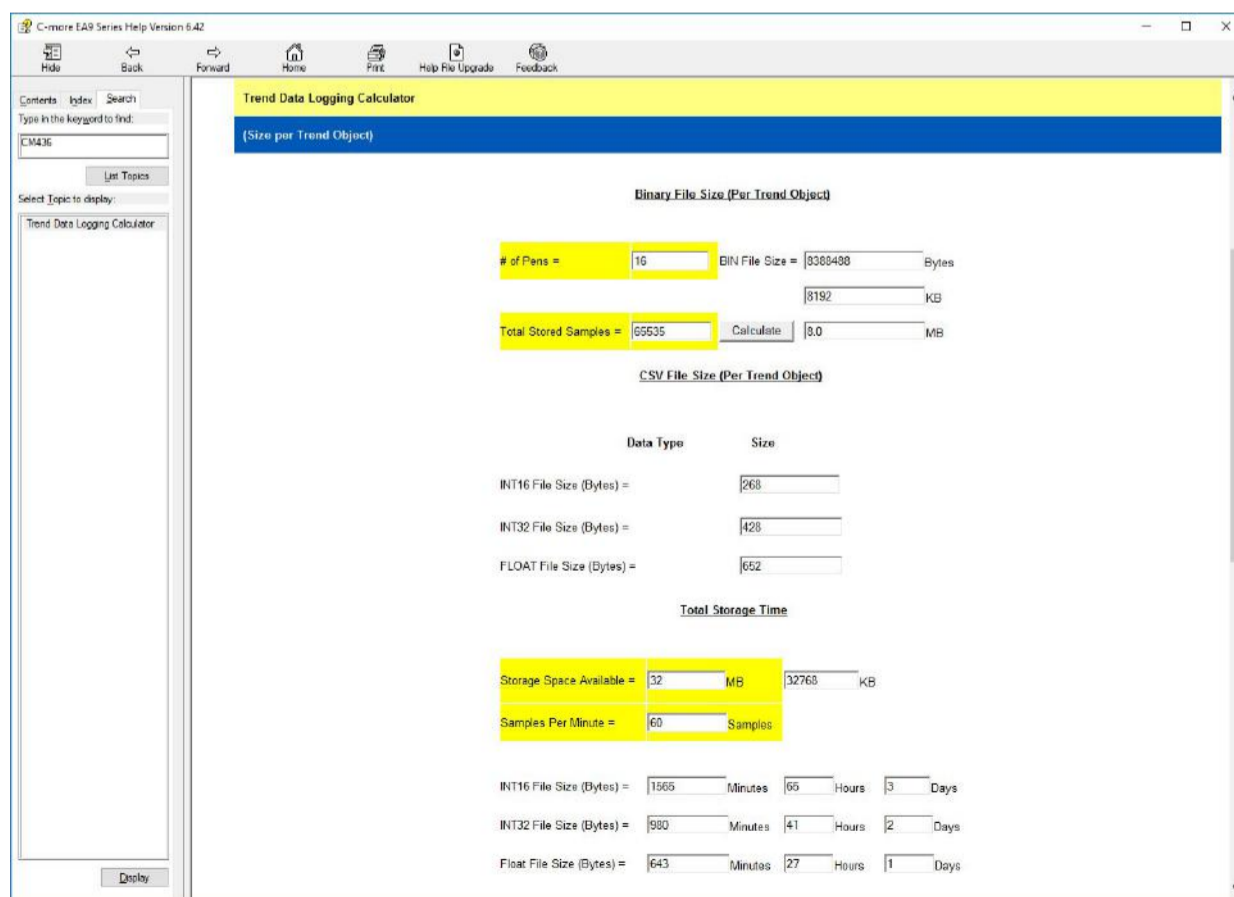 C-more EA9 Series Help Version 6.42
Hide Back Forward Home Print Help File Upgrade Feedback
Contents Index Search
Type in the keyword to find:
CM436
List Topics
Select Topic to display:
Trend Data Logging Calculator
Display
Trend Data Logging Calculator
(Size per Trend Object)
Binary File Size (Per Trend Object)
# of Pens = 16 BIN File Size = 8388488 Bytes
8192 KB
Total Stored Samples = 65535 Calculate 8.0 MB
CSV File Size (Per Trend Object)
Data Type Size
INT16 File Size (Bytes) = 268
INT32 File Size (Bytes) = 428
FLOAT File Size (Bytes) = 652
Total Storage Time
Storage Space Available = 32 MB 32768 KB
Samples Per Minute = 60 Samples
INT16 File Size (Bytes) = 1565 Minutes 65 Hours 3 Days
INT32 File Size (Bytes) = 980 Minutes 41 Hours 2 Days
Float File Size (Bytes) = 643 Minutes 27 Hours 1 Days